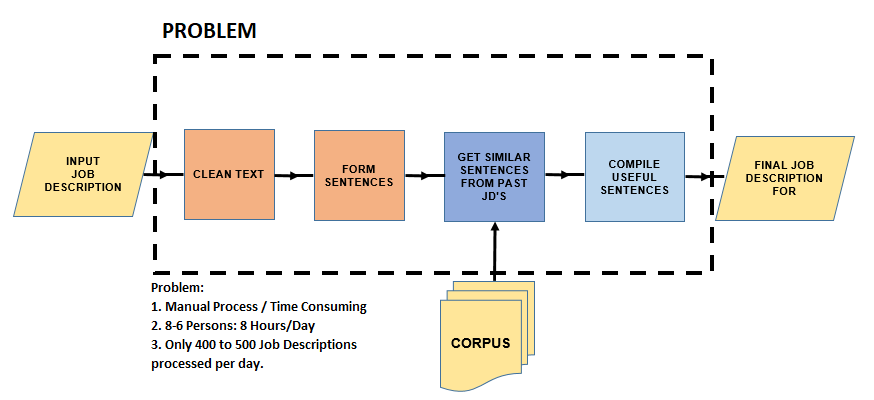 PROBLEM
INPUT
JOB
DESCRIPTION
CLEAN TEXT
FORM
SENTENCES
GET SIMILAR
SENTENCES
FROM PAST
JD'S
COMPILE
USEFUL
SENTENCES
FINAL JOB
DESCRIPTION
FOR
Problem:
1. Manual Process / Time Consuming
2. 8-6 Persons: 8 Hours/Day
3. Only 400 to 500 Job Descriptions
processed per day.
CORPUS